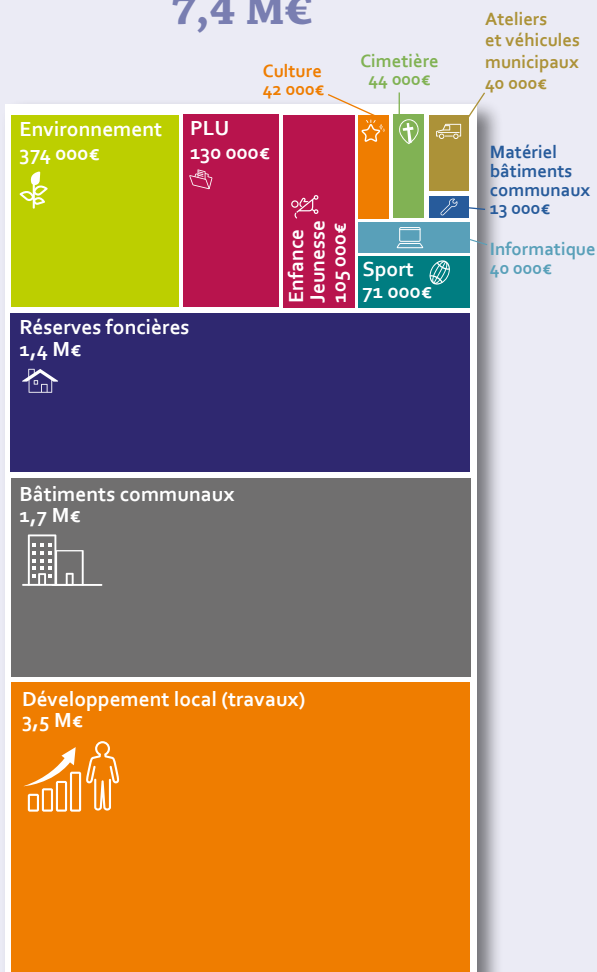 7,4 M€
Ateliers
et véhicules
municipaux
40 000€
Cimetière
44 000€
Culture
42 000€
Environnement
374 000€
PLU
130 000€
Enfance
Jeunesse
105 000€
Matériel
bâtiments
communaux
13 000€
Informatique
40 000€
Sport
71 000€
Réserves foncières
1,4 M€
Bâtiments communaux
1,7 M€
Développement local (travaux)
3,5 M€